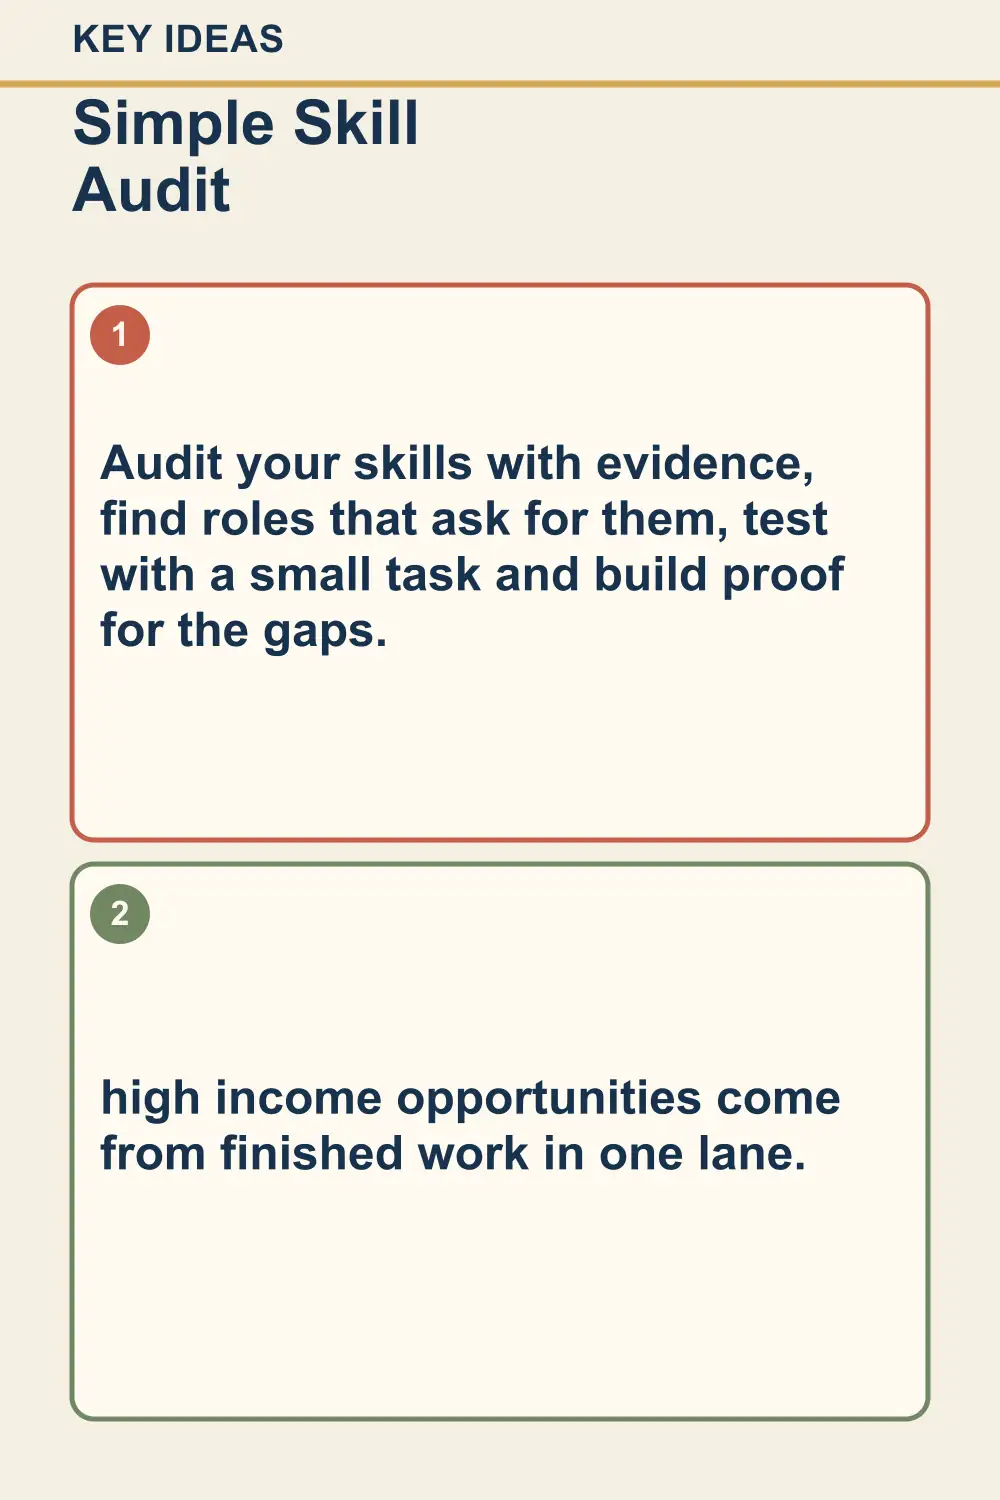 KEY IDEAS
Simple Skill
Audit
1
Audit your skills with evidence,
find roles that ask for them, test
with a small task and build proof
for the gaps.
2
high income opportunities come
from finished work in one lane.